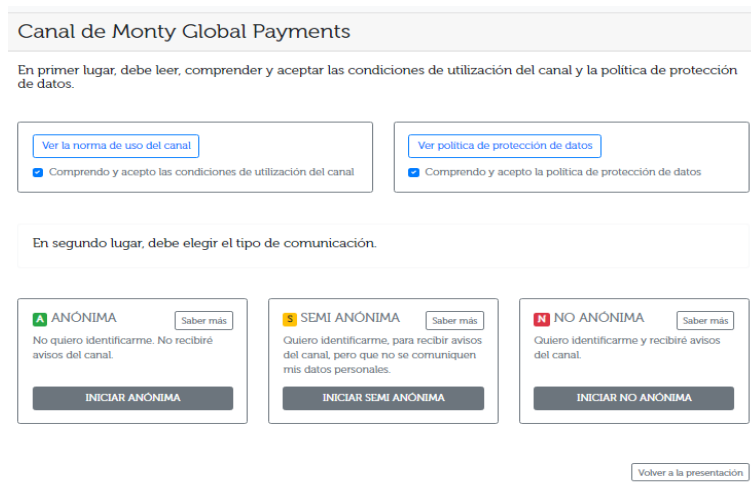 Canal de Monty Global Payments
En primer lugar, debe leer, comprender y aceptar las condiciones de utilización del canal y la política de protección
de datos.
Ver la norma de uso del canal
Comprendo y acepto las condiciones de utilización del canal
Ver política de protección de datos
Comprendo y acepto la política de protección de datos
En segundo lugar, debe elegir el tipo de comunicación.
A ANÓNIMA
Saber más
No quiero identificarme. No recibiré
avisos del canal.
INICIAR ANÓNIMA
S SEMI ANÓNIMA
Saber más
Quiero identificarme, para recibir avisos
del canal, pero que no se comuniquen
mis datos personales.
INICIAR SEMI ANÓNIMA
N NO ANÓNIMA
Saber más
Quiero identificarme y recibiré avisos
del canal.
INICIAR NO ANÓNIMA
Volver a la presentación